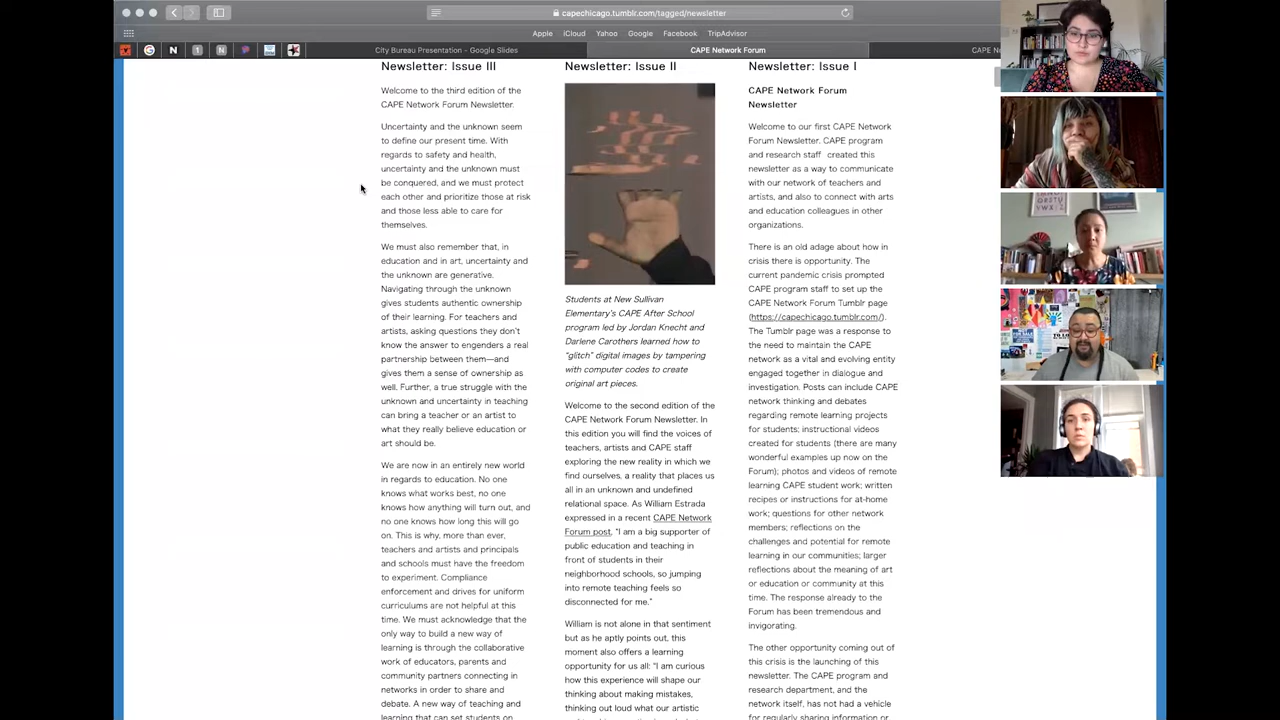 capechicago.tumblr.com/tagged/newsletter
Apple
iCloud
Yahoo
Google
Facebook
TripAdvisor
City Bureau Presentation – Google Slides
CAPE Network Forum
CAPE Ne
Newsletter: Issue III
Welcome to the third edition of the
CAPE Network Forum Newsletter.
Uncertainty and the unknown seem
to define our present time. With
regards to safety and health,
uncertainty and the unknown must
be conquered, and we must protect
each other and prioritize those at risk
and those less able to care for
themselves.
We must also remember that, in
education and in art, uncertainty and
the unknown are generative.
Navigating through the unknown
gives students authentic ownership
of their learning. For teachers and
artists, asking questions they don't
know the answer to engenders a real
partnership between them—and
gives them a sense of ownership as
well. Further, a true struggle with the
unknown and uncertainty in teaching
can bring a teacher or an artist to
what they really believe education or
art should be.
We are now in an entirely new world
in regards to education. No one
knows what works best, no one
knows how anything will turn out, and
no one knows how long this will go
on. This is why, more than ever,
teachers and artists and principals
and schools must have the freedom
to experiment. Compliance
enforcement and drives for uniform
curriculums are not helpful at this
time. We must acknowledge that the
only way to build a new way of
learning is through the collaborative
work of educators, parents and
community partners connecting in
networks in order to share and
debate. A new way of teaching and
learning that can set students on
Newsletter: Issue II
Students at New Sullivan
Elementary's CAPE After School
program led by Jordan Knecht and
Darlene Carothers learned how to
"glitch" digital images by tampering
with computer codes to create
original art pieces.
Welcome to the second edition of the
CAPE Network Forum Newsletter. In
this edition you will find the voices of
teachers, artists and CAPE staff
exploring the new reality in which we
find ourselves, a reality that places us
all in an unknown and undefined
relational space. As William Estrada
expressed in a recent CAPE Network
Forum post, "I am a big supporter of
public education and teaching in
front of students in their
neighborhood schools, so jumping
into remote teaching feels so
disconnected for me."
William is not alone in that sentiment
but as he aptly points out, this
moment also offers a learning
opportunity for us all: "I am curious
how this experience will shape our
thinking about making mistakes,
thinking out loud what our artistic
Newsletter: Issue I
CAPE Network Forum
Newsletter
Welcome to our first CAPE Network
Forum Newsletter. CAPE program
and research staff created this
newsletter as a way to communicate
with our network of teachers and
artists, and also to connect with arts
and education colleagues in other
organizations.
There is an old adage about how in
crisis there is opportunity. The
current pandemic crisis prompted
CAPE program staff to set up the
CAPE Network Forum Tumblr page
(https://capechicago.tumblr.com/).
The Tumblr page was a response to
the need to maintain the CAPE
network as a vital and evolving entity
engaged together in dialogue and
investigation. Posts can include CAPE
network thinking and debates
regarding remote learning projects
for students; instructional videos
created for students (there are many
wonderful examples up now on the
Forum); photos and videos of remote
learning CAPE student work; written
recipes or instructions for at-home
work; questions for other network
members; reflections on the
challenges and potential for remote
learning in our communities; larger
reflections about the meaning of art
or education or community at this
time. The response already to the
Forum has been tremendous and
invigorating.
The other opportunity coming out of
this crisis is the launching of this
newsletter. The CAPE program and
research department, and the
network itself, has not had a vehicle
for regularly sharing information or